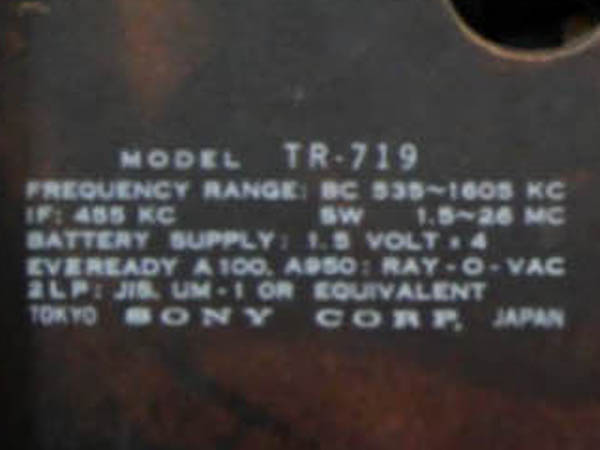 MODEL TR-719
FREQUENCY RANGE: BC 535~1605 KC
IF: 455 KC SW 1.5~26 MC
BATTERY SUPPLY: 1.5 VOLT × 4
EVEREADY A100, A950: RAY-O-VAC
2LP: JIS, UM-1 OR EQUIVALENT
TOKYO SONY CORP. JAPAN